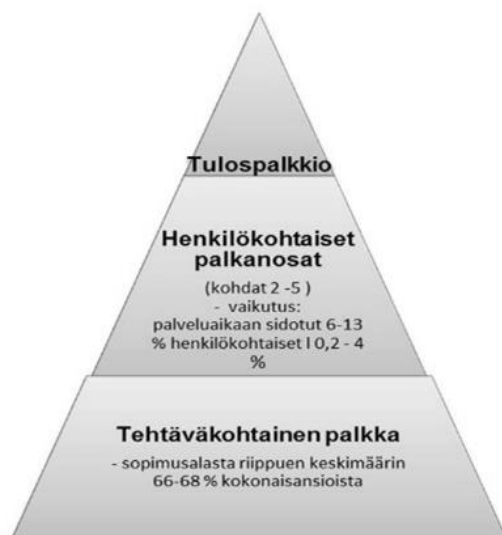 Tulospalkkio
Henkilökohtaiset
palkanosat
(kohdat 2 -5 )
- vaikutus:
palveluaikaan sidotut 6-13
% henkilökohtaiset l 0,2 - 4
%
Tehtäväkohtainen palkka
- sopimusalasta riippuen keskimäärin
66-68 % kokonaisansioista